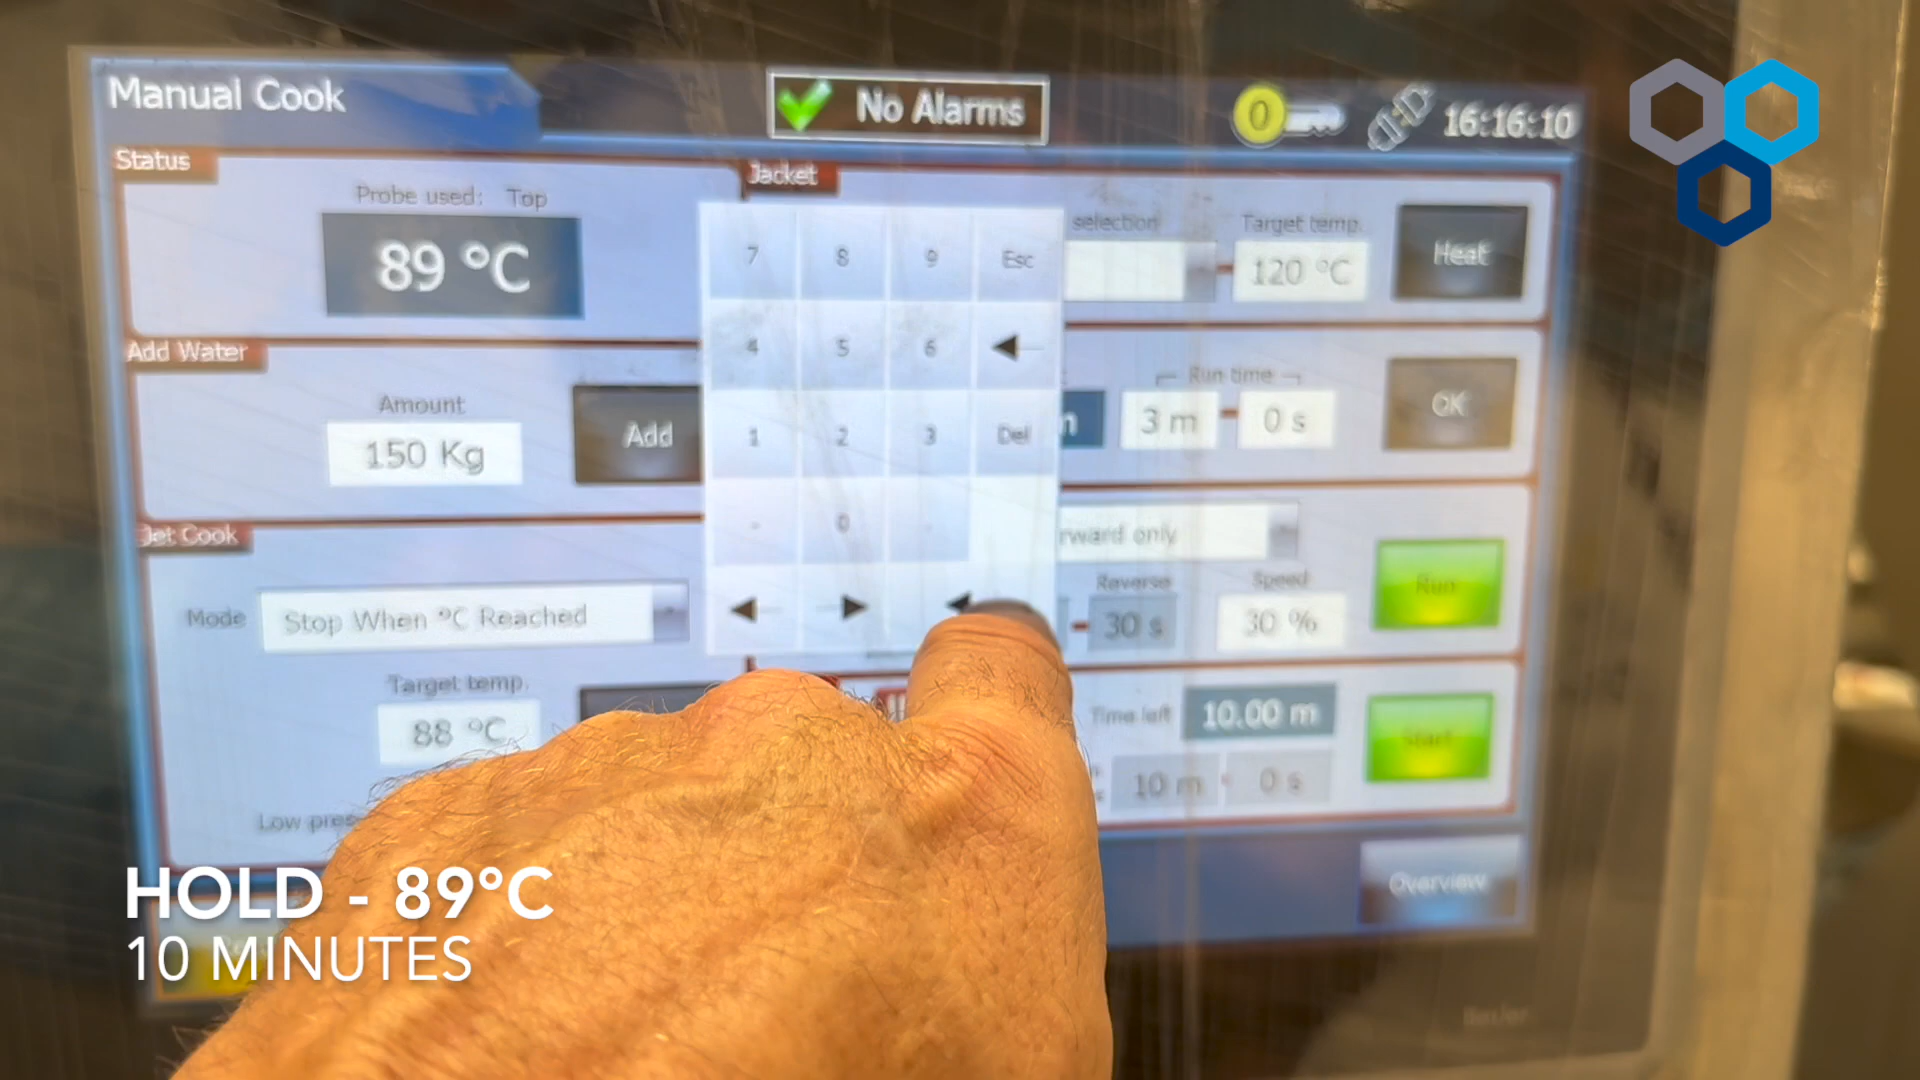 Manual Cook
No Alarms
0
16:16:10
Status
Probe used: Top
89 °C
Jacket
selection
Target temp.
120 °C
Heat
7 8 9 Esc
4 5 6
1 2 3 Del
0
Add Water
Amount
150 Kg
Add
Run time
3 m
0 s
OK
Jet Cook
Mode
Stop When °C Reached
Target temp.
88 °C
Low pres
rward only
Reverse
30 s
Speed
30 %
Run
Time left
10.00 m
10 m
0 s
Start
Overview
HOLD - 89°C
10 MINUTES